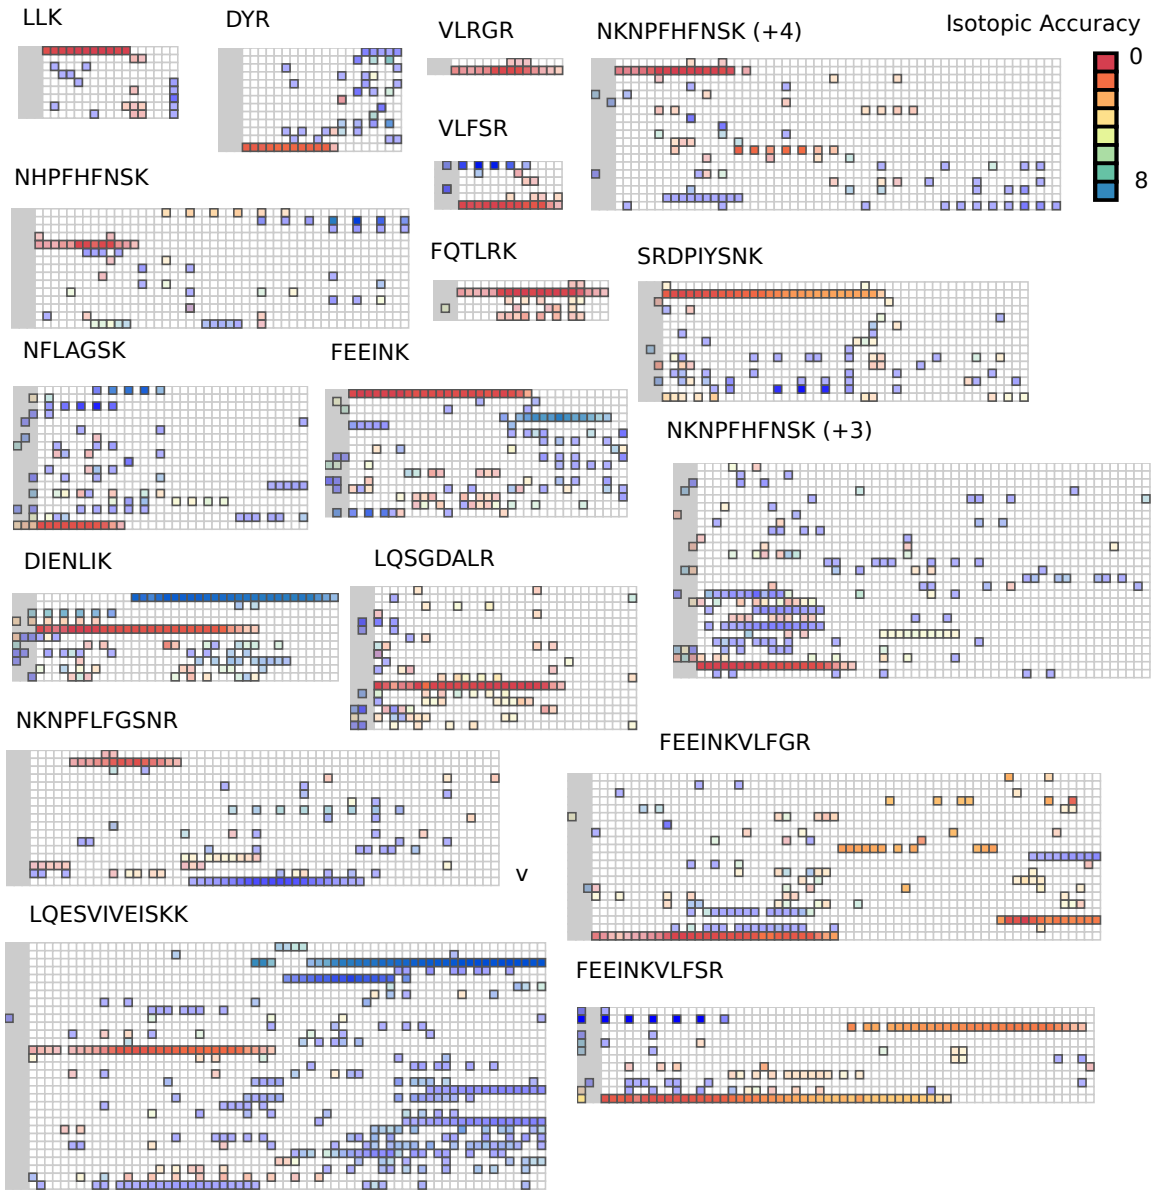 LLK
DYR
VLRGR
NKNPFHFNSK (+4)
Isotopic Accuracy
0
8
VLFSR
NHPFHFNSK
FQTLRK
SRDPIYSNK
NFLAGSK
FEEINK
NKNPFHFNSK (+3)
DIENLIK
LQSGDALR
NKNPFLFGSNR
FEEINKVLFGR
v
LQESVIVEISKK
FEEINKVLFSR